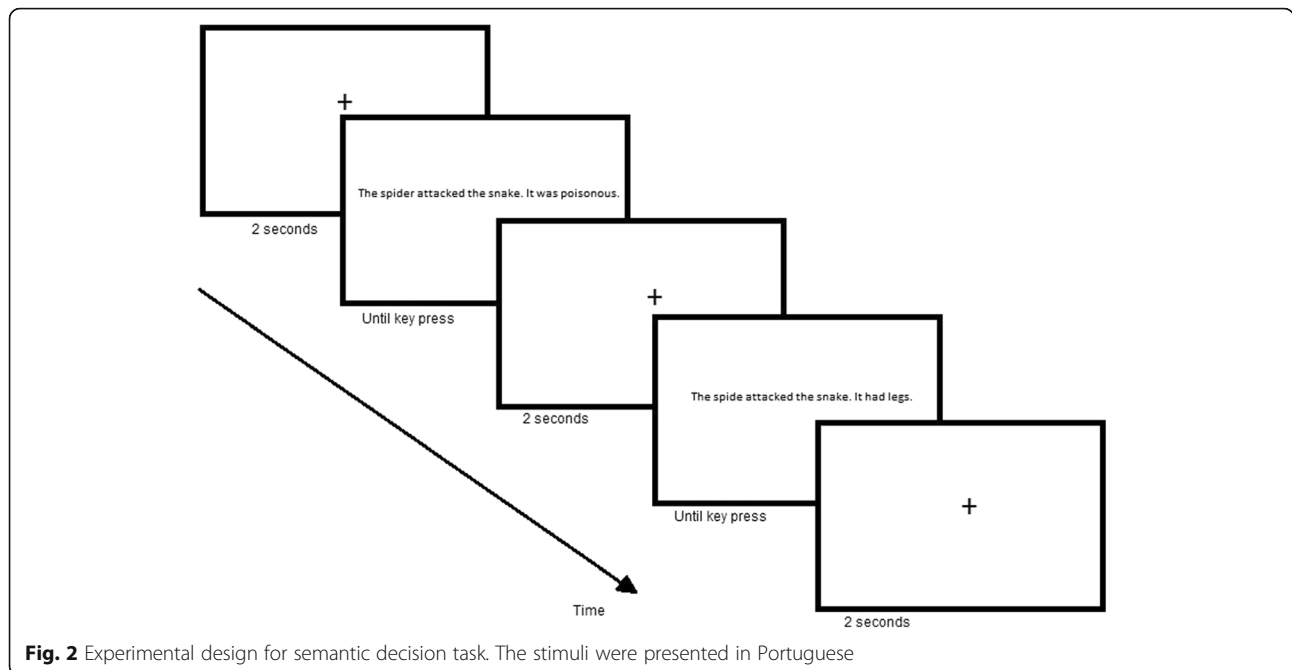 +
The spider attacked the snake. It was poisonous.
2 seconds
+
Until key press
The spide attacked the snake. It had legs.
2 seconds
+
Until key press
Time
2 seconds
Fig. 2 Experimental design for semantic decision task. The stimuli were presented in Portuguese